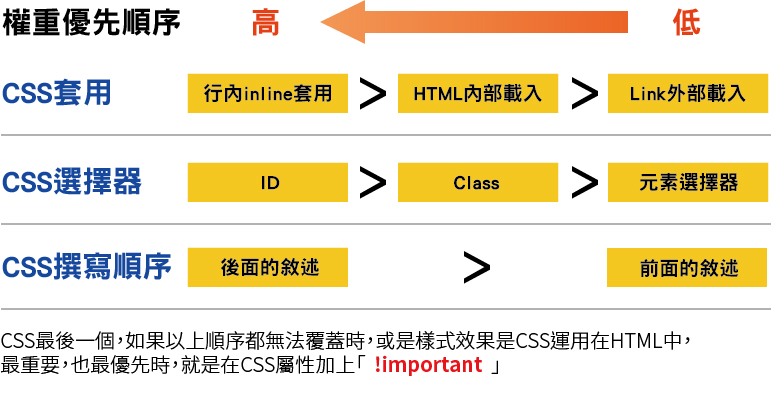 權重優先順序 高 低
CSS套用 行內inline套用 > HTML內部載入 > Link外部載入
CSS選擇器 ID > Class > 元素選擇器
CSS撰寫順序 後面的敘述 > 前面的敘述
CSS最後一個，如果以上順序都無法覆蓋時，或是樣式效果是CSS運用在HTML中，
最重要，也最優先時，就是在CSS屬性加上「 !important 」